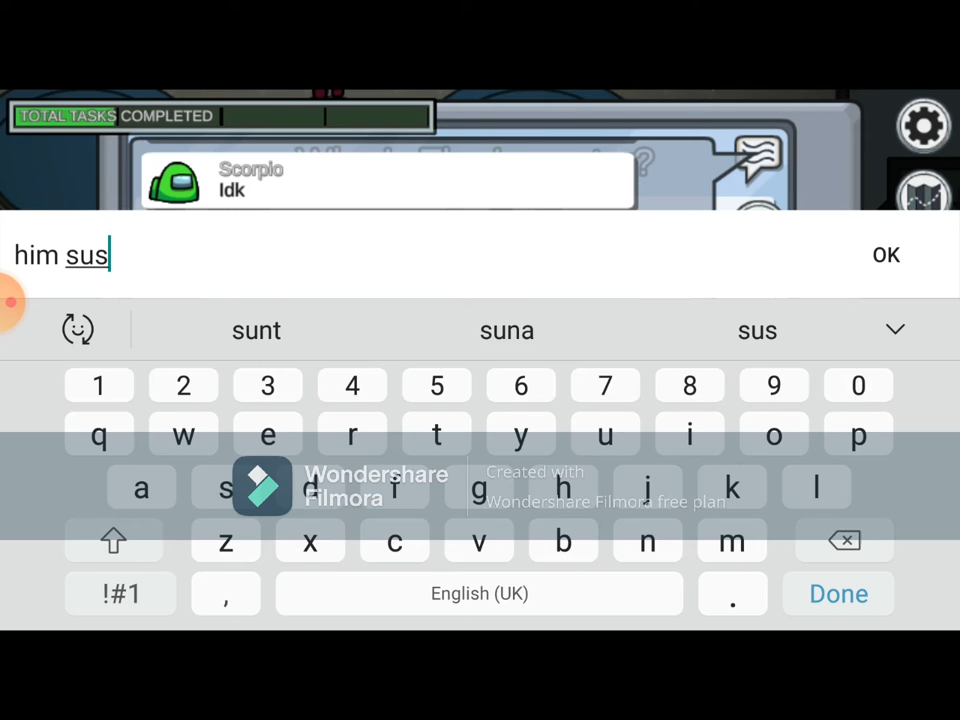 TOTAL TASKS COMPLETED
?
Scorpio
Idk
him sus
OK
sunt suna sus
1 2 3 4 5 6 7 8 9 0
q w e r t y u i o p
a s d f g h j k l
Wondershare
Filmora
Created with
Wondershare Filmora free plan
z x c v b n m
!#1 , English (UK) . Done